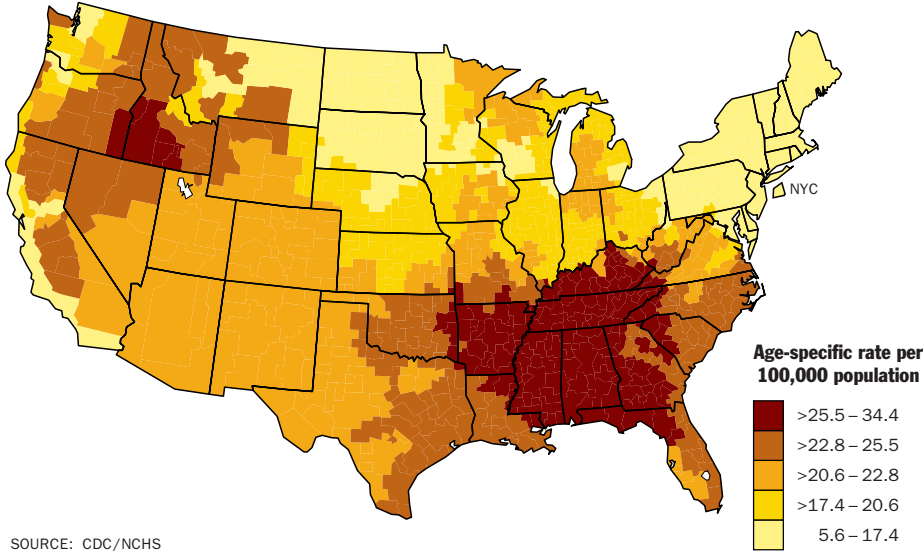 NYC
Age-specific rate per
100,000 population
>25.5 – 34.4
>22.8 – 25.5
>20.6 – 22.8
>17.4 – 20.6
5.6 – 17.4
SOURCE: CDC/NCHS